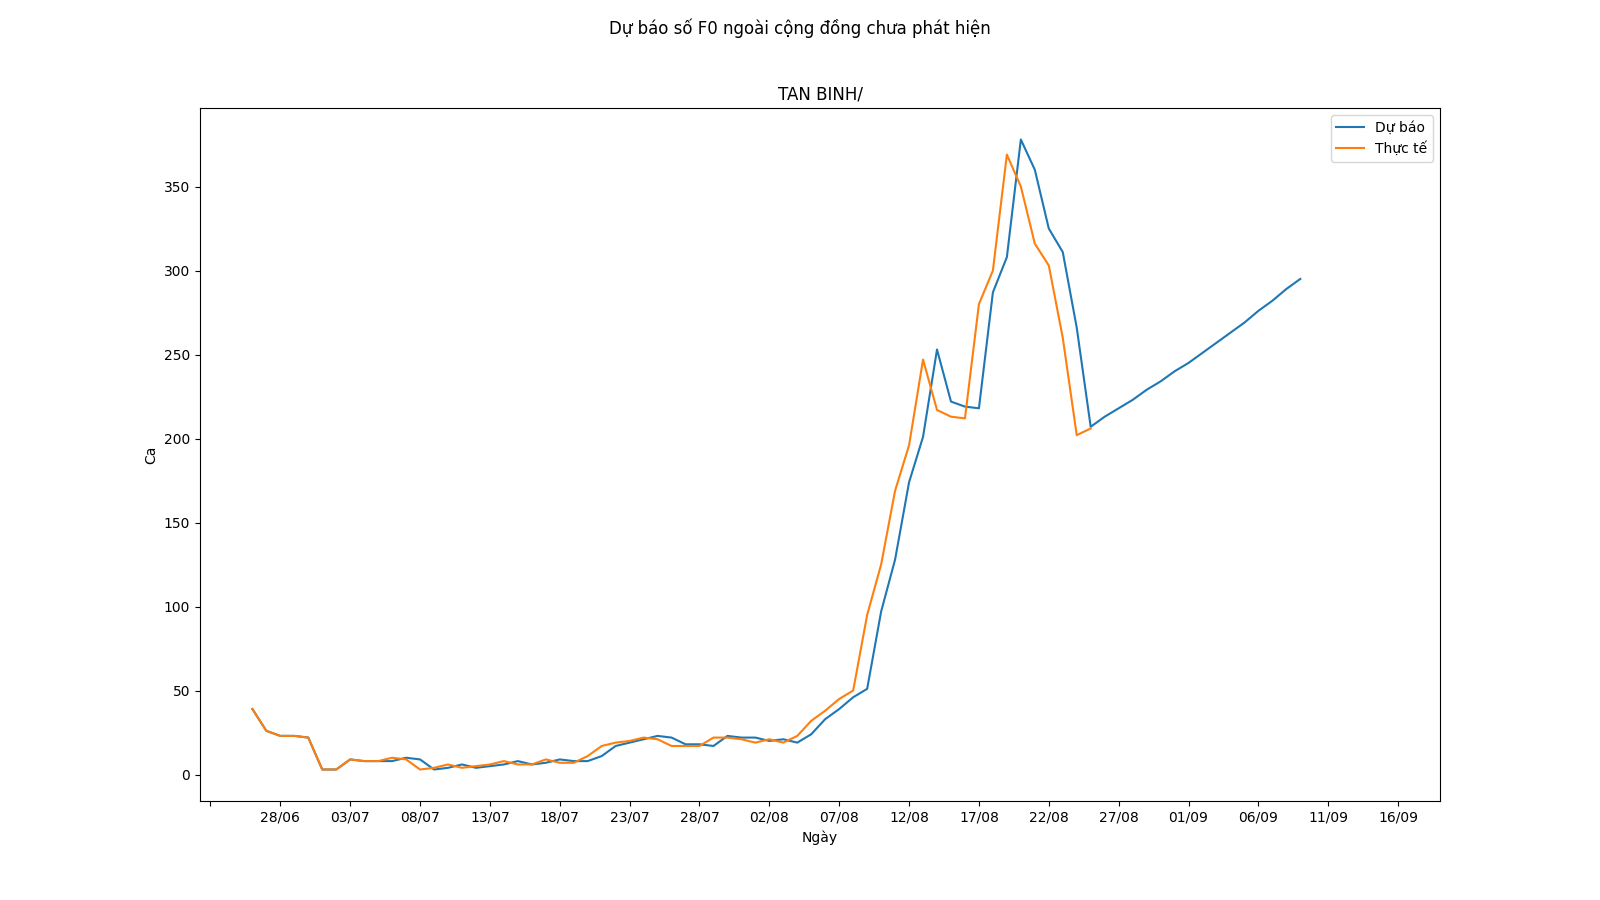 Dự báo số F0 ngoài cộng đồng chưa phát hiện
TAN BINH/
Dự báo
Thực tế
350
300
250
200
150
100
50
0
Ca
28/06 03/07 08/07 13/07 18/07 23/07 28/07 02/08 07/08 12/08 17/08 22/08 27/08 01/09 06/09 11/09 16/09
Ngày